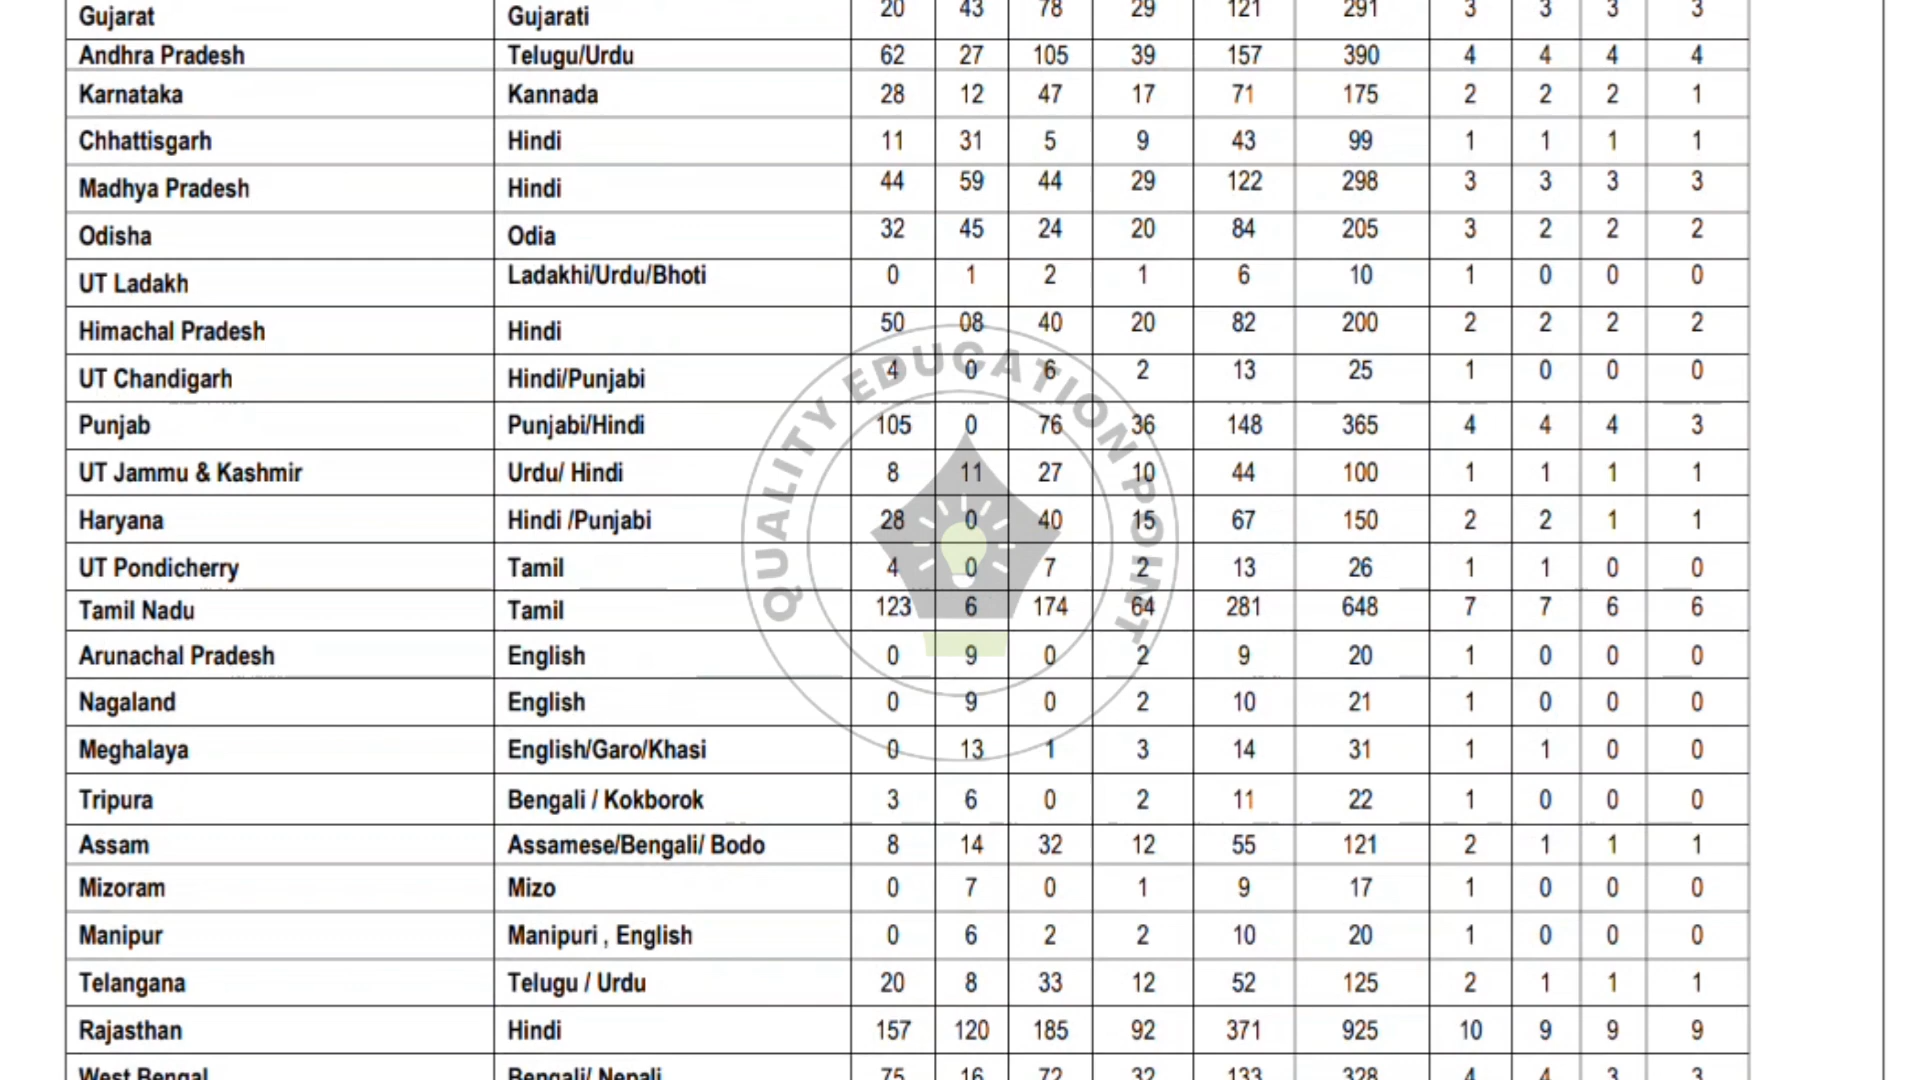 Gujarat Gujarati 20 43 78 29 121 291 3 3 3 3
Andhra Pradesh Telugu/Urdu 62 27 105 39 157 390 4 4 4 4
Karnataka Kannada 28 12 47 17 71 175 2 2 2 1
Chhattisgarh Hindi 11 31 5 9 43 99 1 1 1 1
Madhya Pradesh Hindi 44 59 44 29 122 298 3 3 3 3
Odisha Odia 32 45 24 20 84 205 3 2 2 2
UT Ladakh Ladakhi/Urdu/Bhoti 0 1 2 1 6 10 1 0 0 0
Himachal Pradesh Hindi 50 08 40 20 82 200 2 2 2 2
UT Chandigarh Hindi/Punjabi 4 0 6 2 13 25 1 0 0 0
Punjab Punjabi/Hindi 105 0 76 36 148 365 4 4 4 3
UT Jammu & Kashmir Urdu/ Hindi 8 11 27 10 44 100 1 1 1 1
Haryana Hindi /Punjabi 28 0 40 15 67 150 2 2 1 1
UT Pondicherry Tamil 4 0 7 2 13 26 1 1 0 0
Tamil Nadu Tamil 123 6 174 64 281 648 7 7 6 6
Arunachal Pradesh English 0 9 0 2 9 20 1 0 0 0
Nagaland English 0 9 0 2 10 21 1 0 0 0
Meghalaya English/Garo/Khasi 0 13 1 3 14 31 1 1 0 0
Tripura Bengali / Kokborok 3 6 0 2 11 22 1 0 0 0
Assam Assamese/Bengali/ Bodo 8 14 32 12 55 121 2 1 1 1
Mizoram Mizo 0 7 0 1 9 17 1 0 0 0
Manipur Manipuri , English 0 6 2 2 10 20 1 0 0 0
Telangana Telugu / Urdu 20 8 33 12 52 125 2 1 1 1
Rajasthan Hindi 157 120 185 92 371 925 10 9 9 9
West Bengal Bengali/ Nepali 75 16 72 32 133 328 4 4 3 3
QUALITY EDUCATION POINT